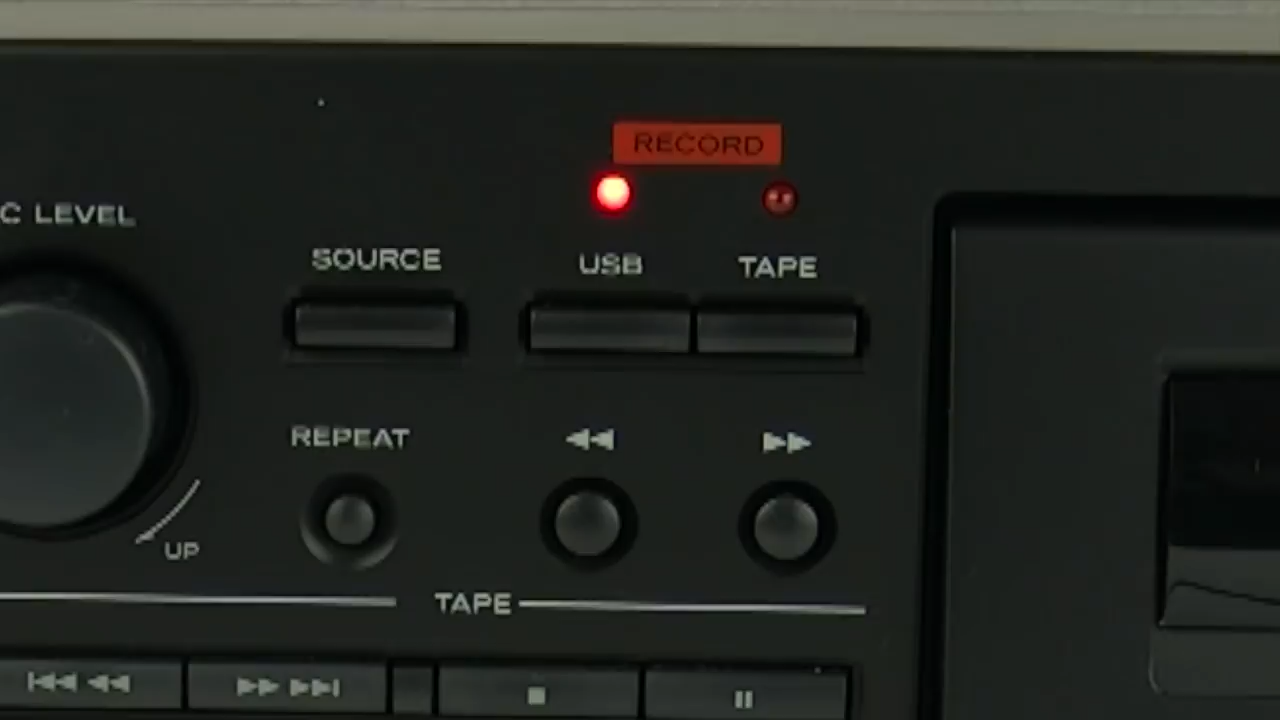 RECORD
C LEVEL
SOURCE
USB
TAPE
REPEAT
UP
TAPE